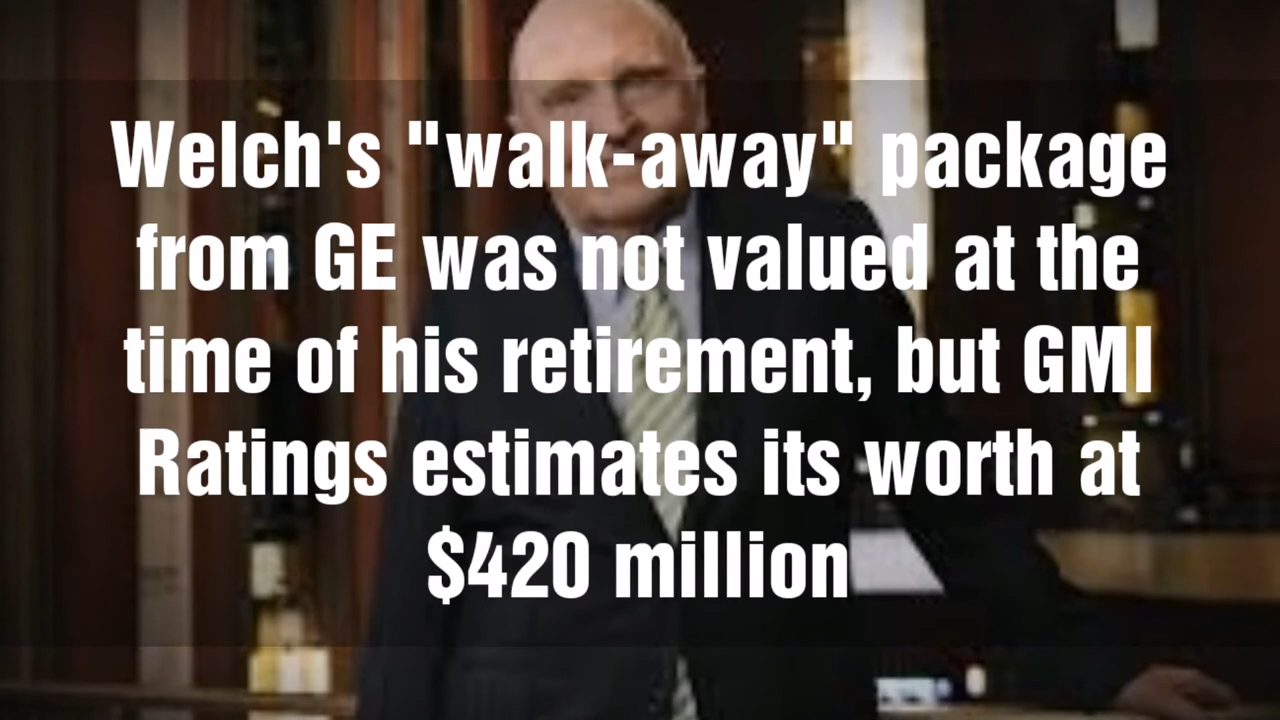 Welch's "walk-away" package
from GE was not valued at the
time of his retirement, but GMI
Ratings estimates its worth at
$420 million